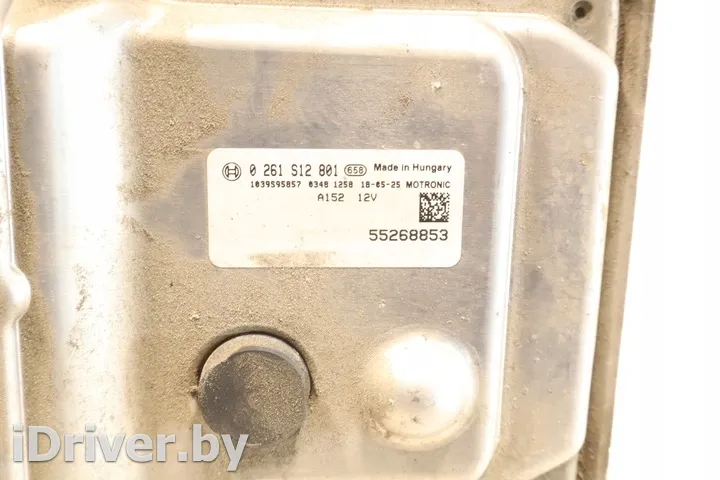 0 261 S12 801 658 Made in Hungary
1039S95857 0348 1258 18-05-25 MOTRONIC
A152 12V
55268853
iDriver.by